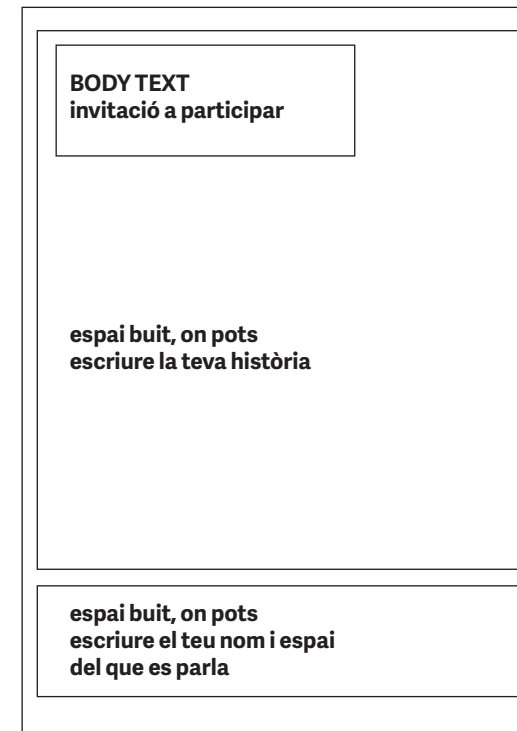 BODY TEXT
invitació a participar
espai buit, on pots
escriure la teva història
espai buit, on pots
escriure el teu nom i espai
del que es parla